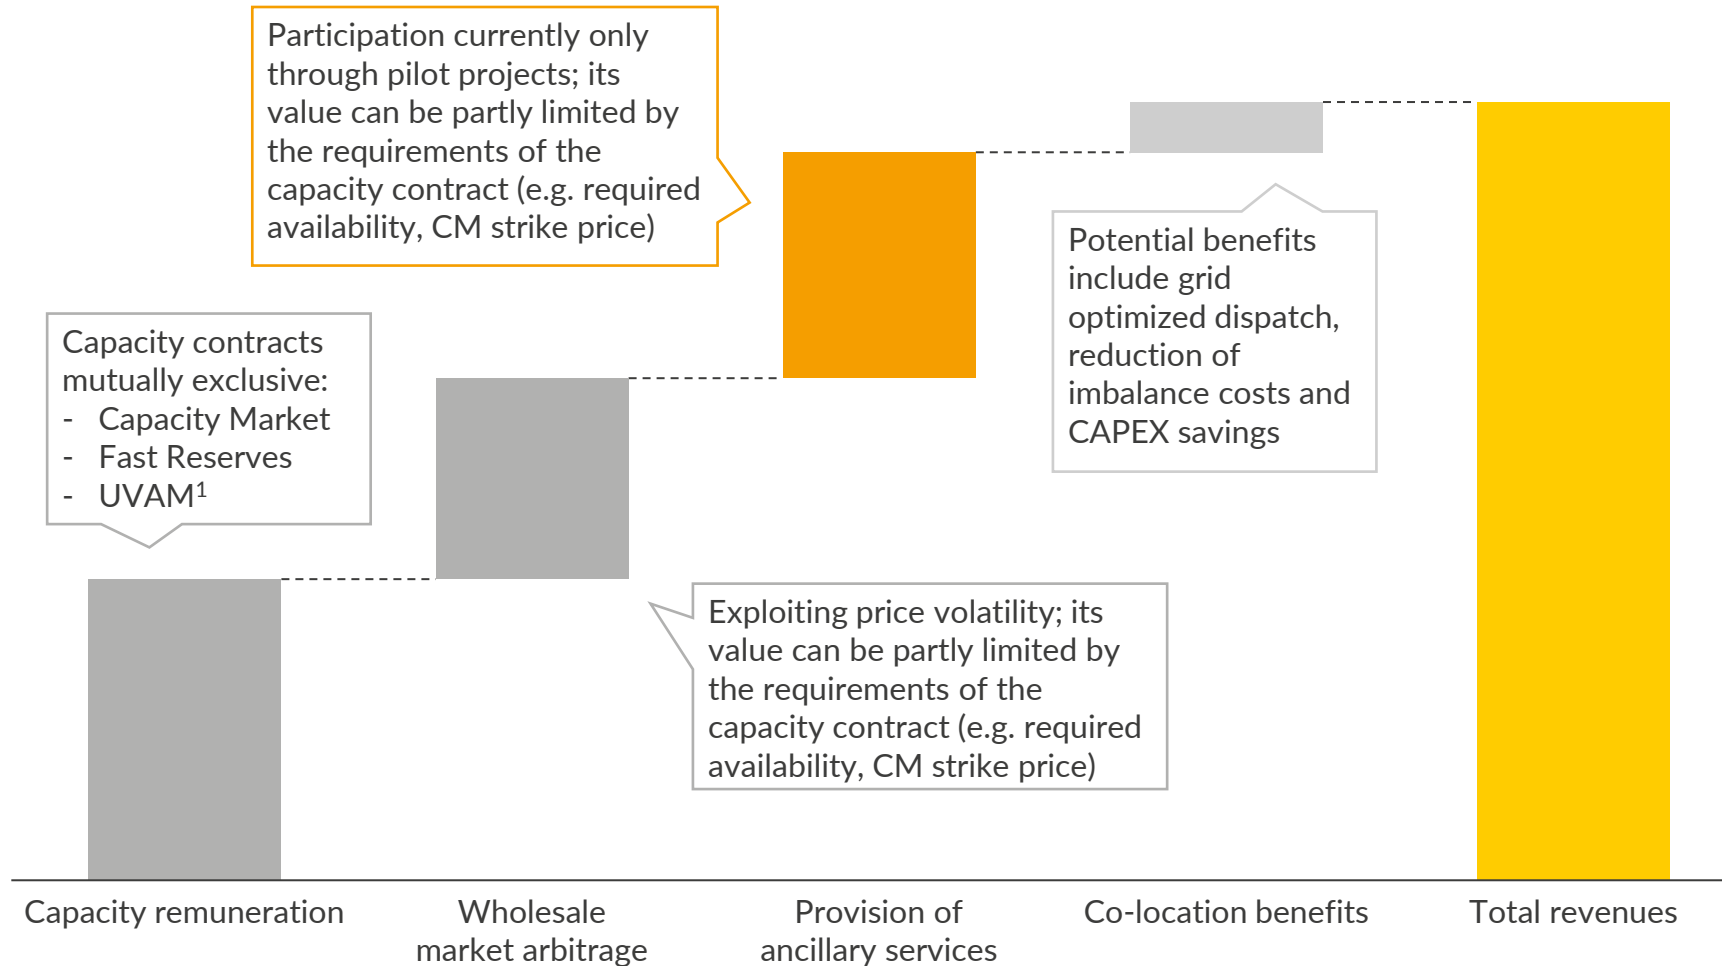 Participation currently only
through pilot projects; its
value can be partly limited by
the requirements of the
capacity contract (e.g. required
availability, CM strike price)
Potential benefits
include grid
optimized dispatch,
reduction of
imbalance costs and
CAPEX savings
Capacity contracts
mutually exclusive:
- Capacity Market
- Fast Reserves
- UVAM¹
Exploiting price volatility; its
value can be partly limited by
the requirements of the
capacity contract (e.g. required
availability, CM strike price)
Capacity remuneration
Wholesale
market arbitrage
Provision of
ancillary services
Co-location benefits
Total revenues